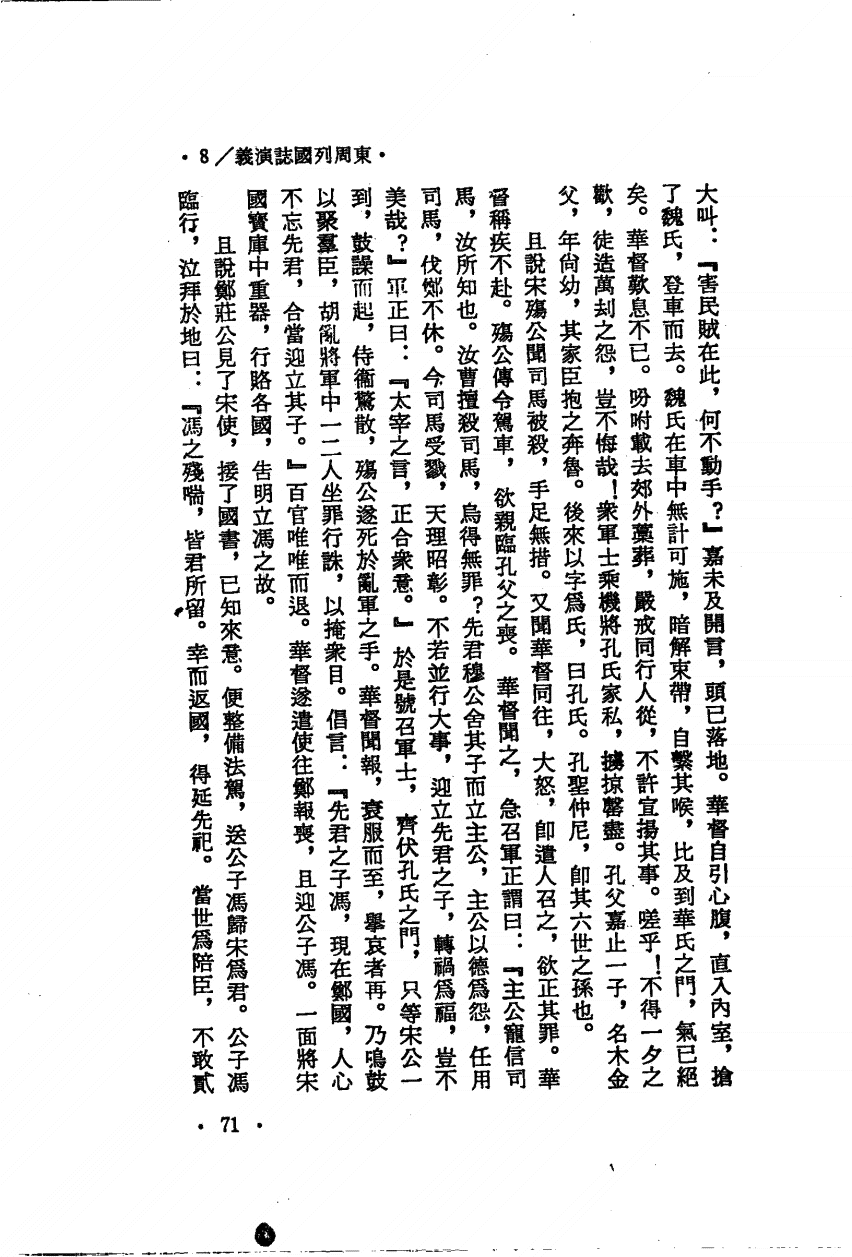 ·東周列國誌演義／8·
大叫：『害民賊在此，何不動手？』嘉未及開言，頭已落地。華督自引心腹，直入內室，搶
了魏氏，登車而去。魏氏在車中無計可施，暗解束帶，自繫其喉，比及到華氏之門，氣已絕
矣。華督歎息不已。吩咐載去郊外藁葬，嚴戒同行人從，不許宣揚其事。嗟乎！不得一夕之
歡，徒造萬刦之怨，豈不悔哉！衆軍士乘機將孔氏家私，擄掠罄盡。孔父嘉止一子，名木金
父，年尙幼，其家臣抱之奔魯。後來以字爲氏，曰孔氏。孔聖仲尼，卽其六世之孫也。
且說宋殤公聞司馬被殺，手足無措。又聞華督同往，大怒，卽遣人召之，欲正其罪。華
督稱疾不赴。殤公傳令駕車，欲親臨孔父之喪。華督聞之，急召軍正謂曰：『主公寵信司
馬，汝所知也。汝曹擅殺司馬，烏得無罪？先君穆公舍其子而立主公，主公以德爲怨，任用
司馬，伐鄭不休。今司馬受戮，天理昭彰。不若並行大事，迎立先君之子，轉禍爲福，豈不
美哉？』軍正曰：『太宰之言，正合衆意。』於是號召軍士，齊伏孔氏之門，只等宋公一
到，鼓譟而起，侍衞驚散，殤公遂死於亂軍之手。華督聞報，衰服而至，擧哀者再。乃鳴鼓
以聚羣臣，胡亂將軍中一二人坐罪行誅，以掩衆目。倡言：『先君之子馮，現在鄭國，人心
不忘先君，合當迎立其子。』百官唯唯而退。華督遂遣使往鄭報喪，且迎公子馮。一面將宋
國寶庫中重器，行賂各國，吿明立馮之故。
且說鄭莊公見了宋使，接了國書，已知來意。便整備法駕，送公子馮歸宋爲君。公子馮
臨行，泣拜於地曰：『馮之殘喘，皆君所留。幸而返國，得延先祀。當世爲陪臣，不敢貳
·71·